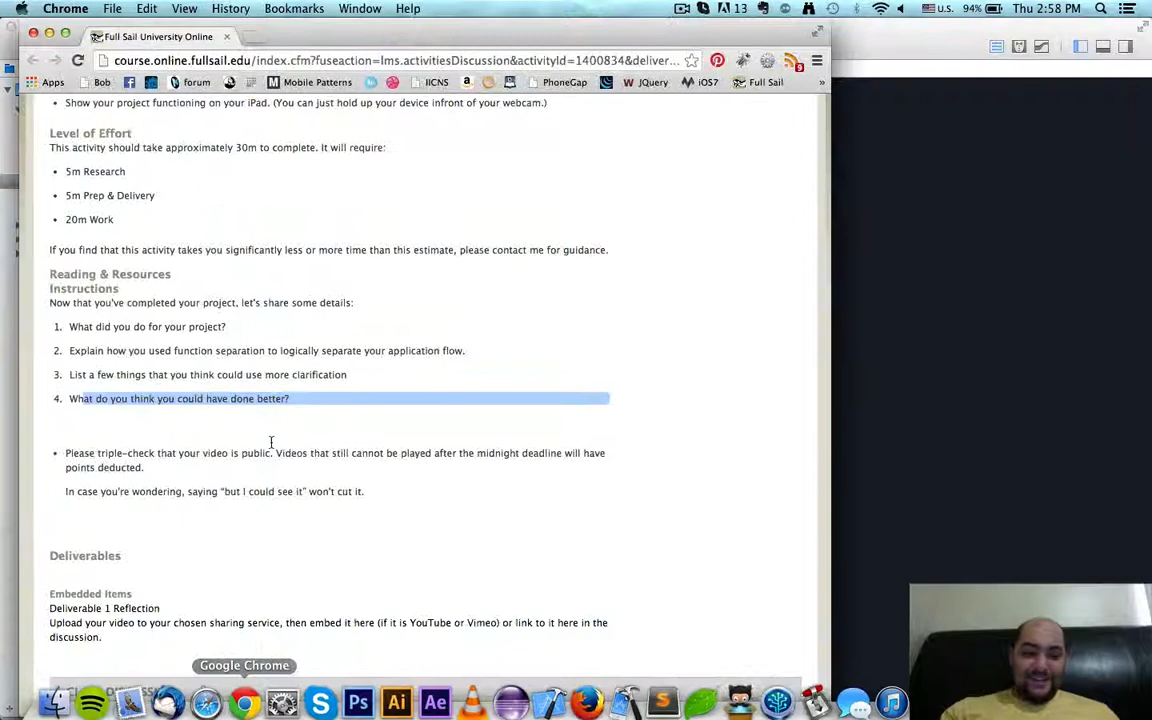 Chrome File Edit View History Bookmarks Window Help
13 U.S. 94% Thu 2:58 PM
Full Sail University Online
course.online.fullsail.edu/index.cfm?fuseaction=lms.activitiesDiscussion&activityId=1400834&deliver...
Apps Bob forum Mobile Patterns IICNS PhoneGap JQuery iOS7 Full Sail »
• Show your project functioning on your iPad. (You can just hold up your device infront of your webcam.)
Level of Effort
This activity should take approximately 30m to complete. It will require:
• 5m Research
• 5m Prep & Delivery
• 20m Work
If you find that this activity takes you significantly less or more time than this estimate, please contact me for guidance.
Reading & Resources
Instructions
Now that you've completed your project, let's share some details:
1. What did you do for your project?
2. Explain how you used function separation to logically separate your application flow.
3. List a few things that you think could use more clarification
4. What do you think you could have done better?
• Please triple-check that your video is public. Videos that still cannot be played after the midnight deadline will have
points deducted.
In case you're wondering, saying “but I could see it” won't cut it.
Deliverables
Embedded Items
Deliverable 1 Reflection
Upload your video to your chosen sharing service, then embed it here (if it is YouTube or Vimeo) or link to it here in the
discussion.
Google Chrome
Ps Ai Ae